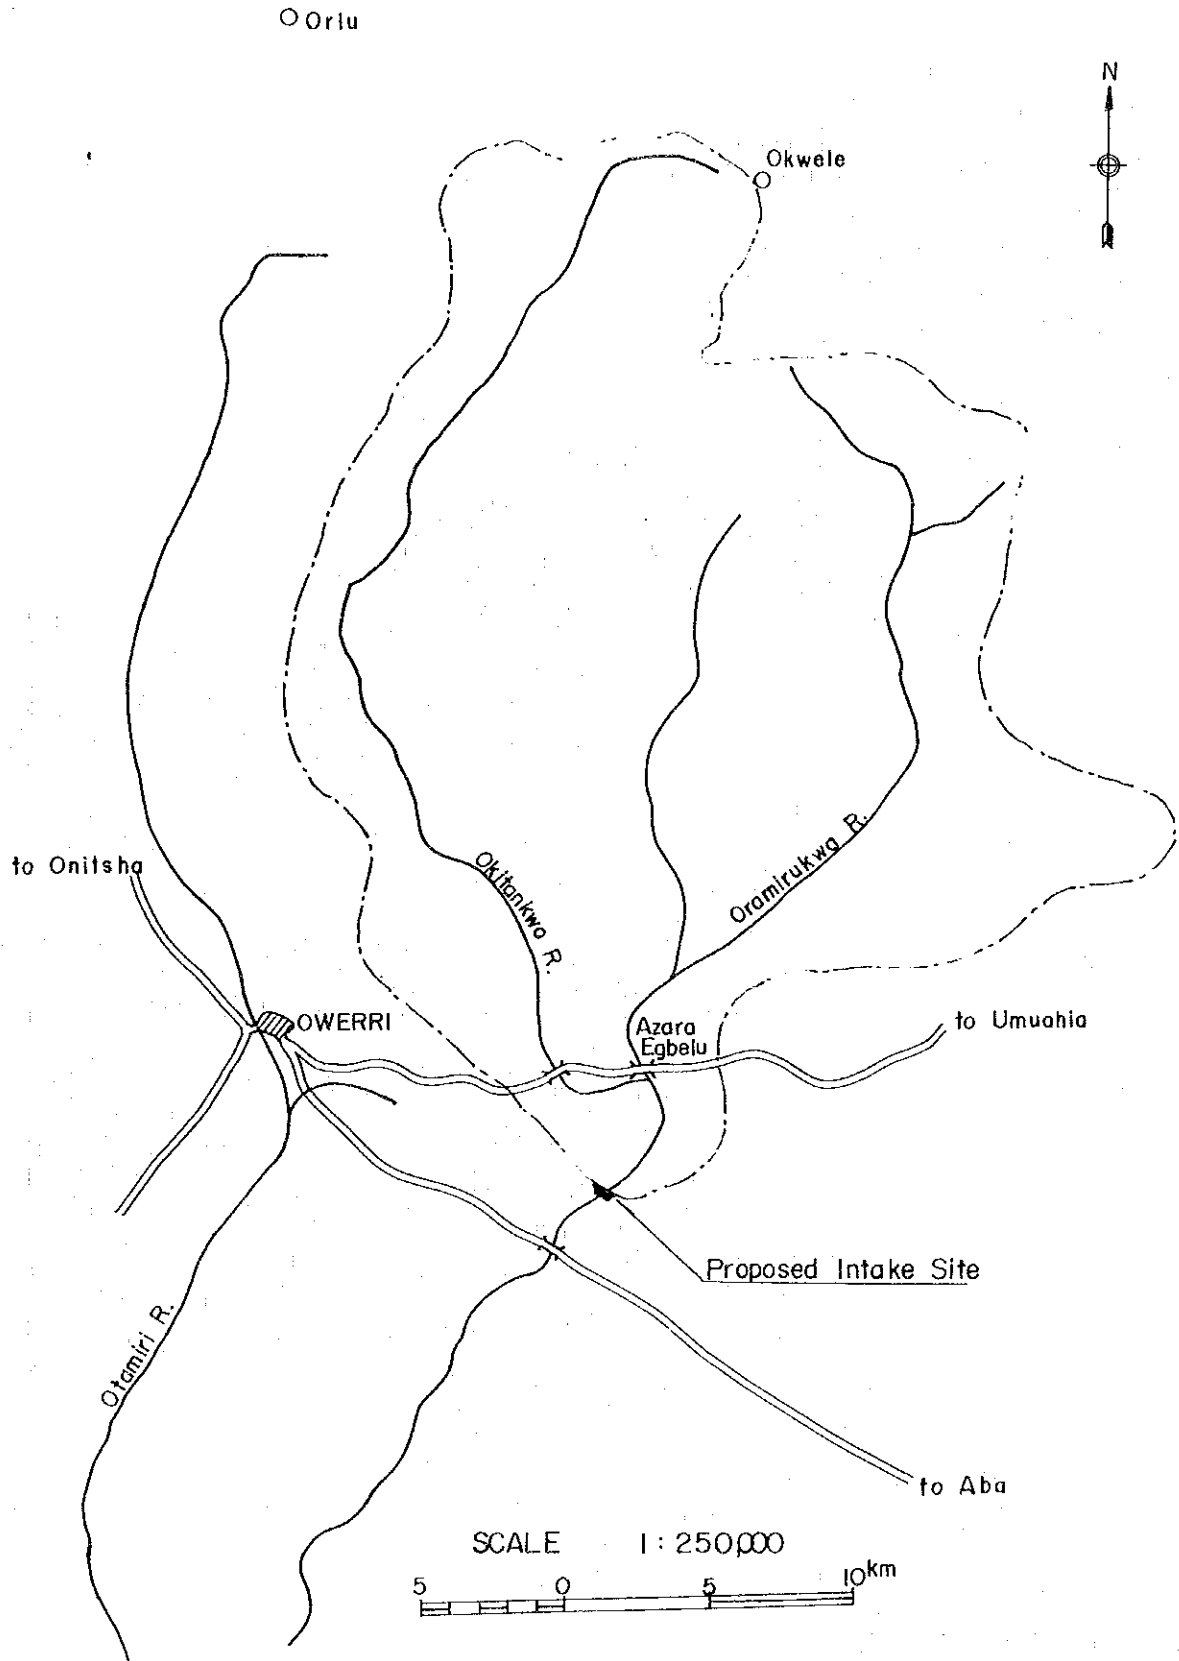 Orlu
N
Okwele
to Onitsha
Okitankwa R.
Oramirukwa R.
OWERRI
Azara
Egbelu
to Umuahia
Proposed Intake Site
Otamiri R.
to Aba
SCALE 1 : 250,000
5 0 5 10km